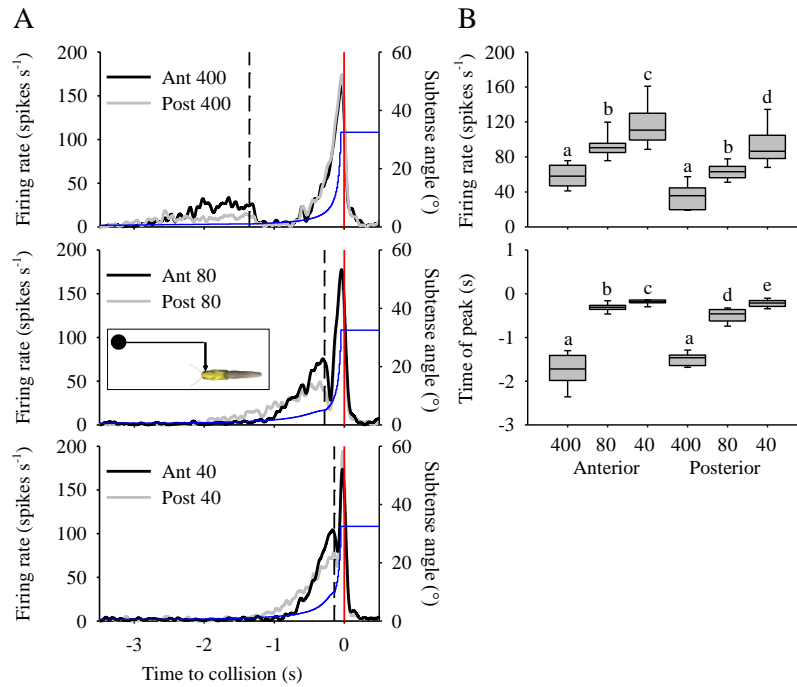 A
B
200
150
100
50
0
Firing rate (spikes s-1)
Ant 400
Post 400
60
40
20
0
Subtense angle (°)
200
150
100
50
0
Firing rate (spikes s-1)
Ant 80
Post 80
60
40
20
0
Subtense angle (°)
200
150
100
50
0
Firing rate (spikes s-1)
Ant 40
Post 40
60
40
20
0
Subtense angle (°)
-3 -2 -1 0
Time to collision (s)
200
160
120
80
40
0
Firing rate (spikes s-1)
a b c a b d
1
0
-1
-2
-3
Time of peak (s)
a b c a d e
400 80 40 400 80 40
Anterior Posterior